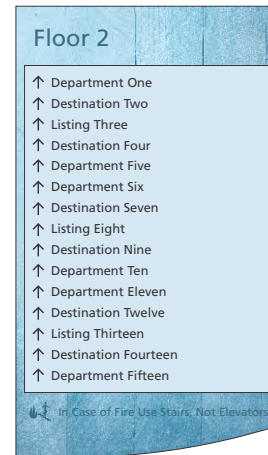 Floor 2
↑ Department One
↑ Destination Two
↑ Listing Three
↑ Destination Four
↑ Department Five
↑ Department Six
↑ Destination Seven
↑ Listing Eight
↑ Destination Nine
↑ Department Ten
↑ Department Eleven
↑ Destination Twelve
↑ Listing Thirteen
↑ Destination Fourteen
↑ Department Fifteen
In Case of Fire Use Stairs, Not Elevators